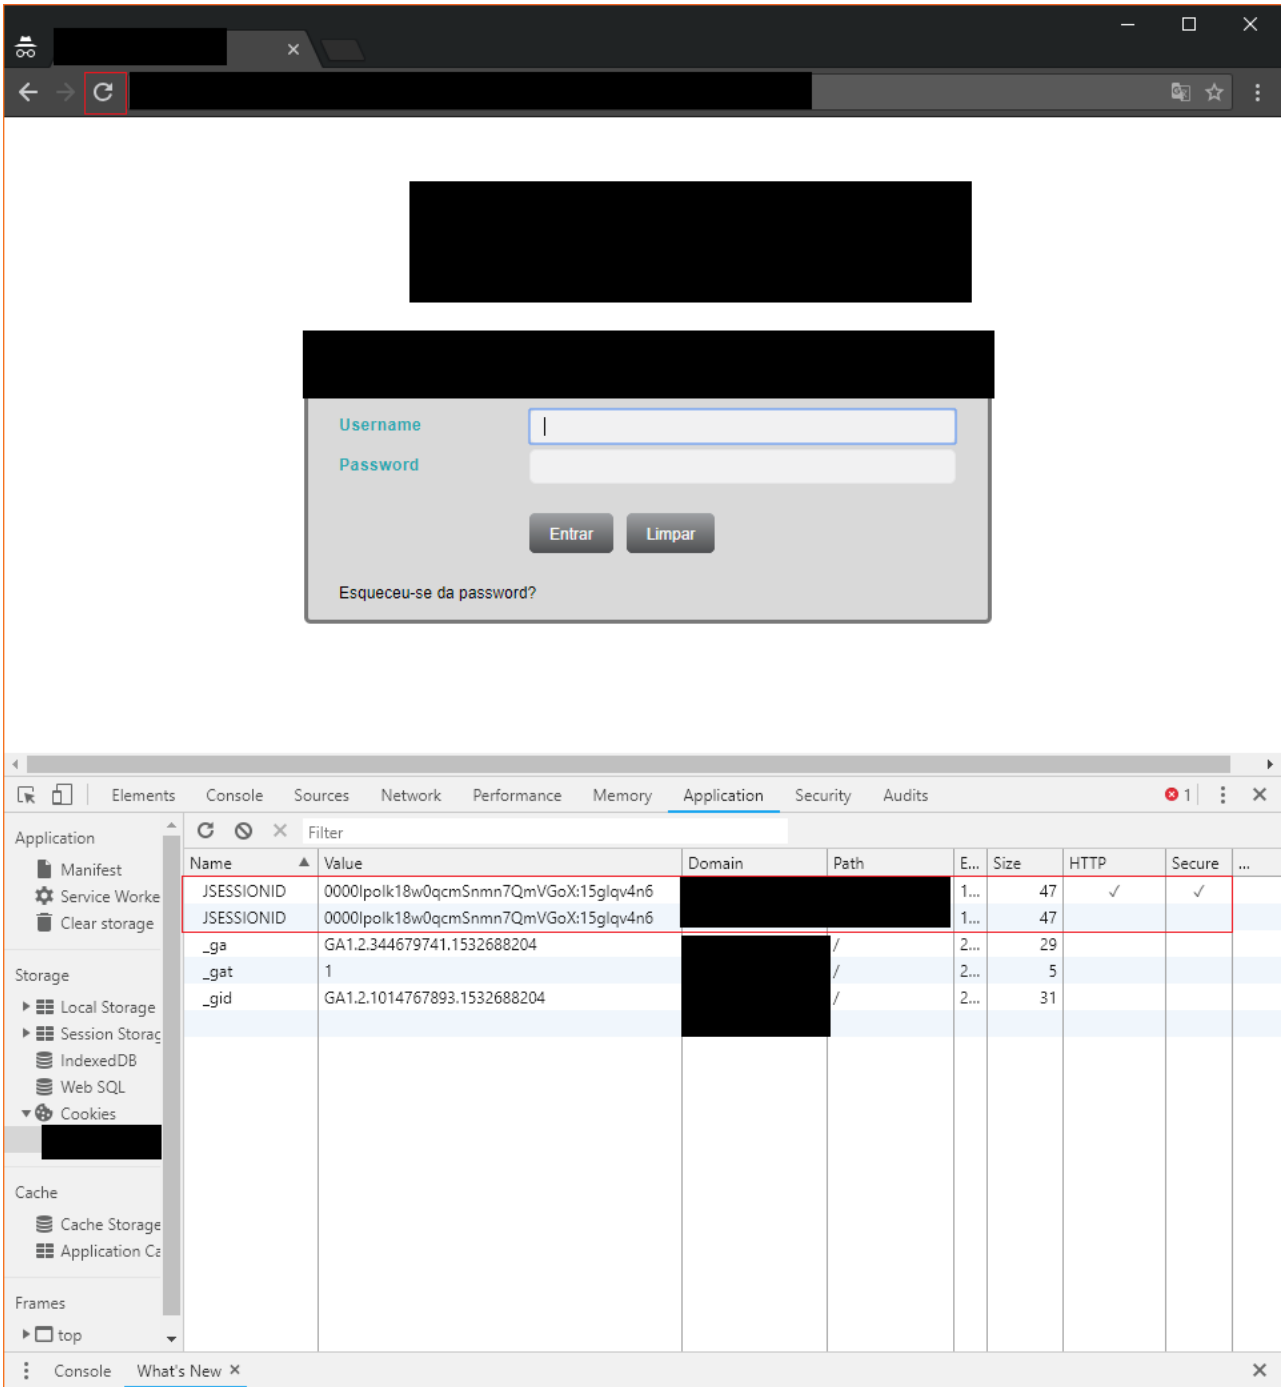 Username
Password
Entrar Limpar
Esqueceu-se da password?
Elements Console Sources Network Performance Memory Application Security Audits 1
Application
Manifest
Service Worke
Clear storage
Storage
Local Storage
Session Storag
IndexedDB
Web SQL
Cookies
Cache
Cache Storage
Application Ca
Frames
top
Filter
Name Value Domain Path E... Size HTTP Secure ...
JSESSIONID 0000Ipolk18w0qcmSnmn7QmVGoX:15glqv4n6 1... 47 ✓ ✓
JSESSIONID 0000Ipolk18w0qcmSnmn7QmVGoX:15glqv4n6 1... 47
_ga GA1.2.344679741.1532688204 / 2... 29
_gat 1 / 2... 5
_gid GA1.2.1014767893.1532688204 / 2... 31
Console What's New